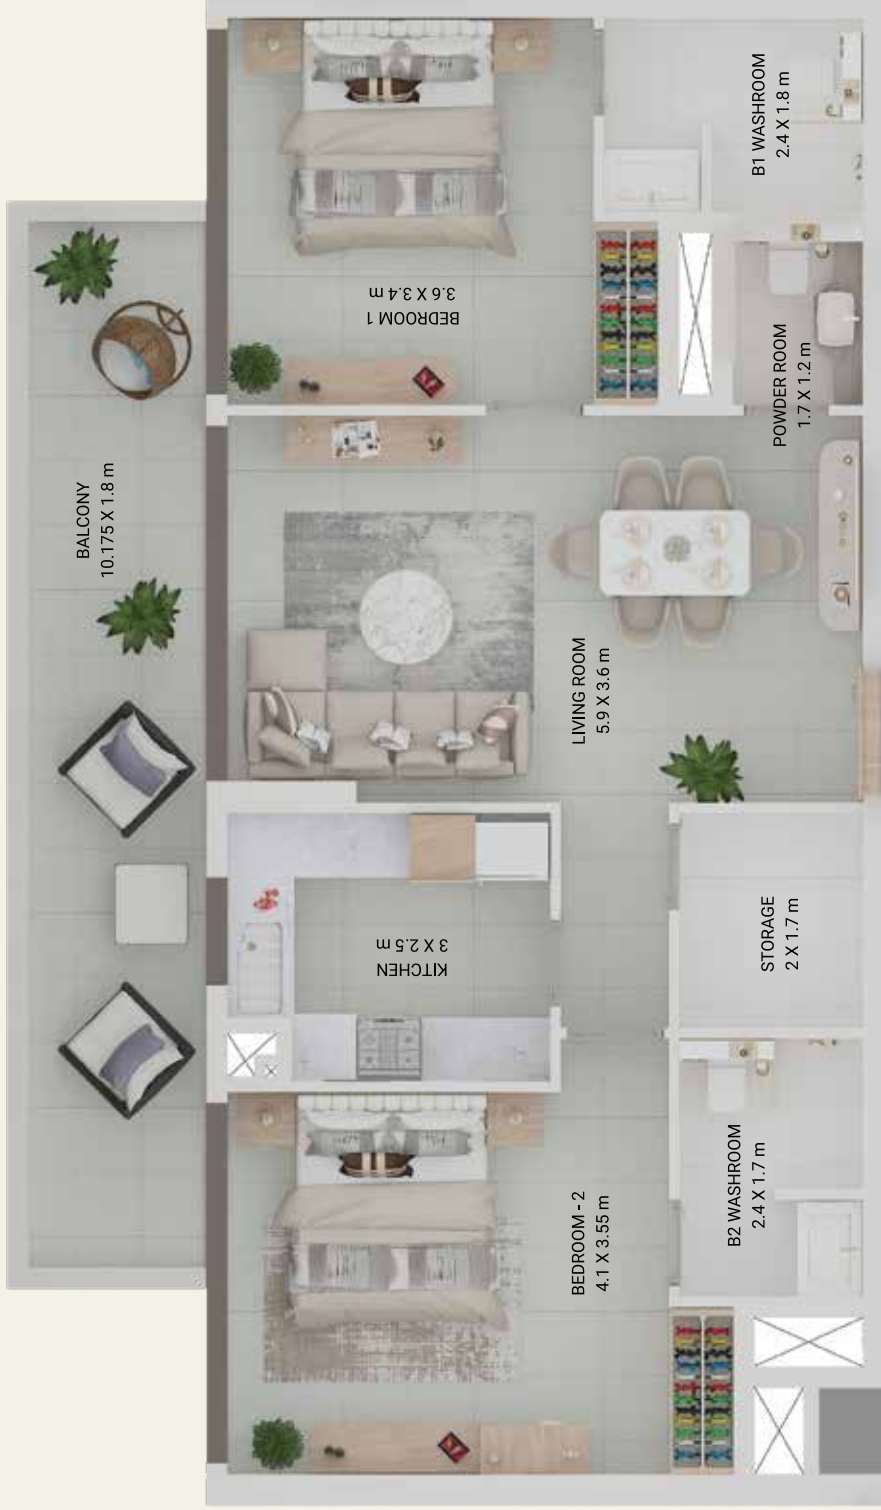 B1 WASHROOM
2.4 X 1.8 m
BEDROOM 1
3.6 X 3.4 m
POWDER ROOM
1.7 X 1.2 m
BALCONY
10.175 X 1.8 m
LIVING ROOM
5.9 X 3.6 m
KITCHEN
3 X 2.5 m
STORAGE
2 X 1.7 m
B2 WASHROOM
2.4 X 1.7 m
BEDROOM - 2
4.1 X 3.55 m